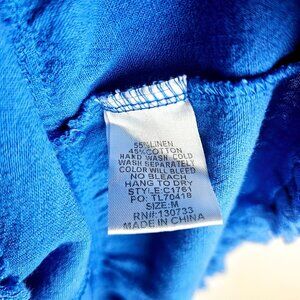 55%LINEN
45%COTTON
HAND WASH COLD
WASH SEPARATELY
COLOR WILL BLEED
NO BLEACH
HANG TO DRY
STYLE:C1761
PO: TL70418
SIZE:M
RN#:130733
MADE IN CHINA